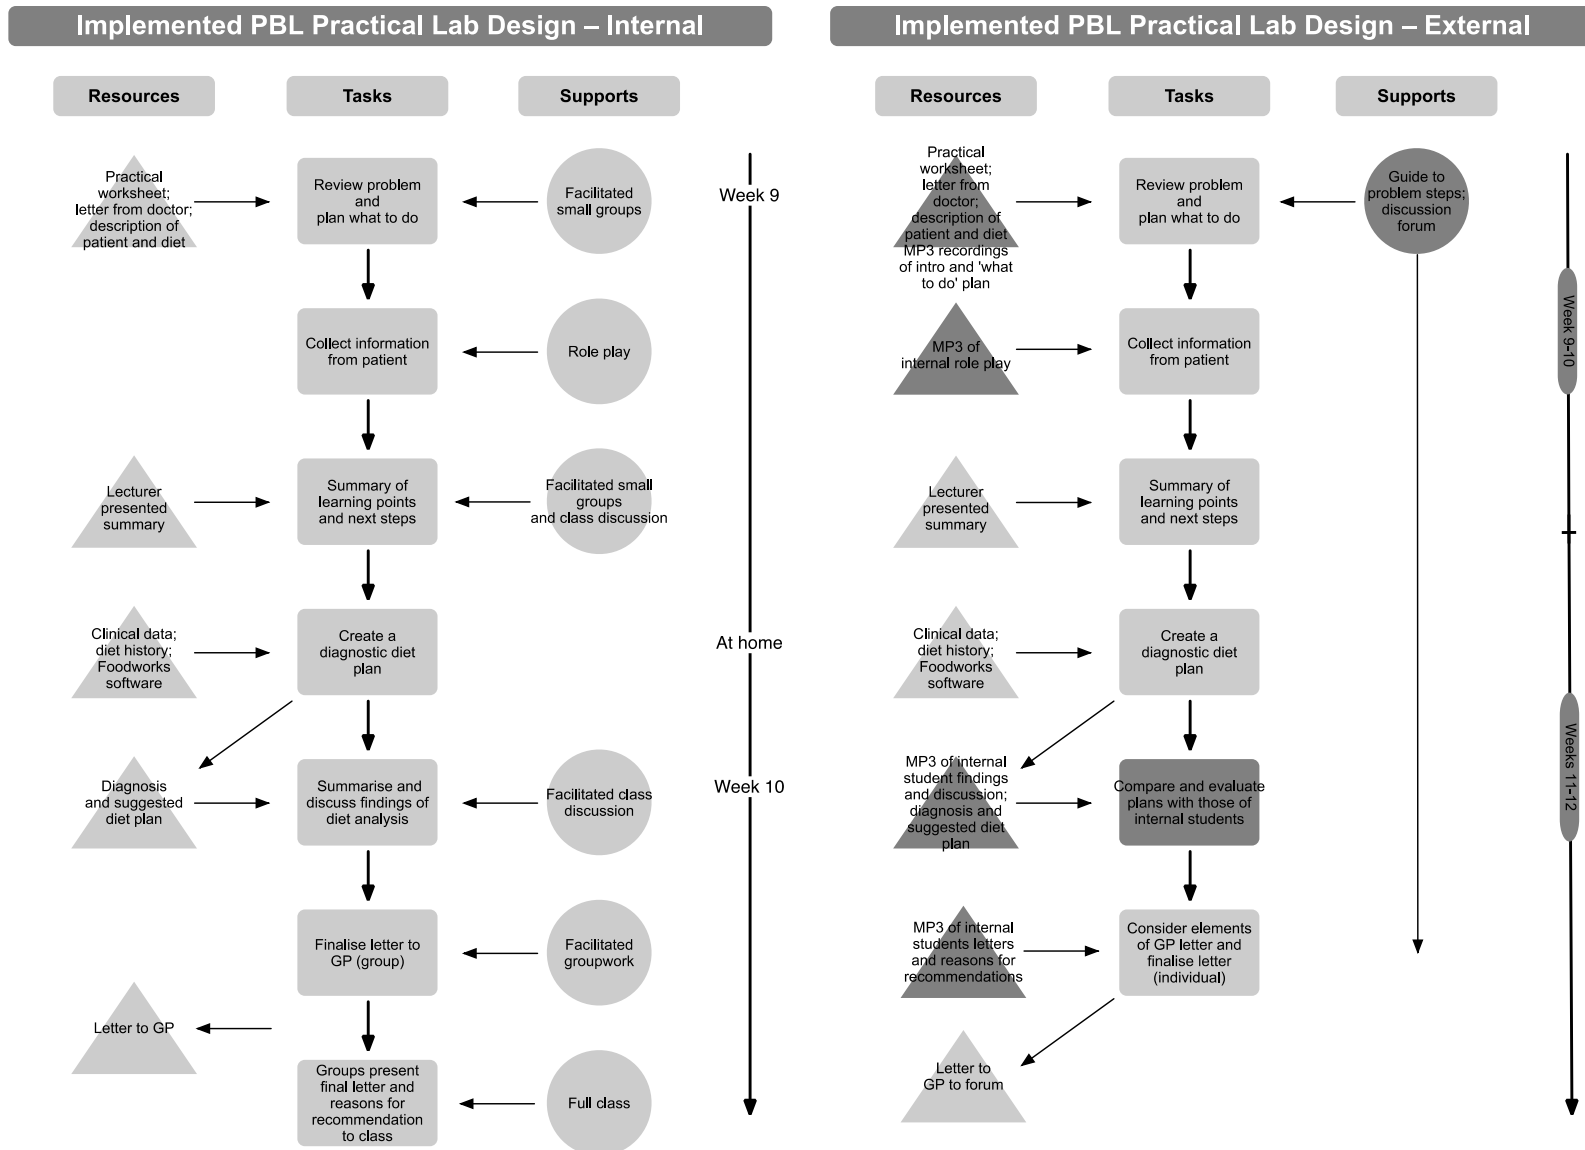 Implemented PBL Practical Lab Design – Internal
Resources
Tasks
Supports
Practical
worksheet;
letter from doctor;
description of
patient and diet
Review problem
and
plan what to do
Facilitated
small groups
Week 9
Collect information
from patient
Role play
Lecturer
presented
summary
Summary of
learning points
and next steps
Facilitated small
groups
and class discussion
Clinical data;
diet history;
Foodworks
software
Create a
diagnostic diet
plan
At home
Diagnosis
and suggested
diet plan
Summarise and
discuss findings of
diet analysis
Facilitated class
discussion
Week 10
Finalise letter to
GP (group)
Facilitated
groupwork
Letter to GP
Groups present
final letter and
reasons for
recommendation
to class
Full class
Implemented PBL Practical Lab Design – External
Resources
Tasks
Supports
Practical
worksheet;
letter from
doctor;
description of
patient and diet
MP3 recordings
of intro and 'what
to do' plan
Review problem
and
plan what to do
Guide to
problem steps;
discussion
forum
MP3 of
internal role play
Collect information
from patient
Week 9-10
Lecturer
presented
summary
Summary of
learning points
and next steps
Clinical data;
diet history;
Foodworks
software
Create a
diagnostic diet
plan
MP3 of internal
student findings
and discussion;
diagnosis and
suggested diet
plan
Compare and evaluate
plans with those of
internal students
Weeks 11-12
MP3 of internal
students letters
and reasons for
recommendations
Consider elements
of GP letter and
finalise letter
(individual)
Letter to
GP to forum